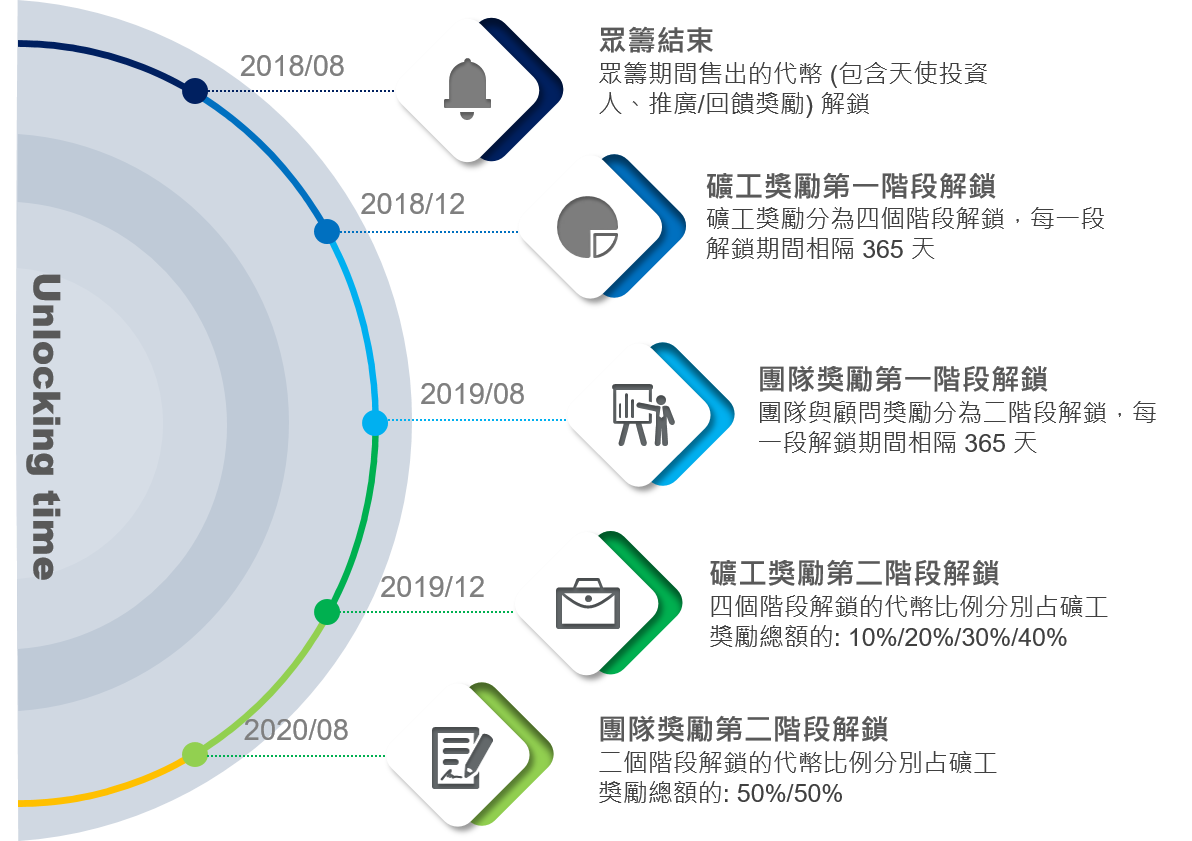 Unlocking time
2018/08
眾籌結束
眾籌期間售出的代幣 (包含天使投資
人、推廣/回饋獎勵) 解鎖
2018/12
礦工獎勵第一階段解鎖
礦工獎勵分為四個階段解鎖，每一段
解鎖期間相隔 365 天
2019/08
團隊獎勵第一階段解鎖
團隊與顧問獎勵分為二階段解鎖，每
一段解鎖期間相隔 365 天
2019/12
礦工獎勵第二階段解鎖
四個階段解鎖的代幣比例分別占礦工
獎勵總額的: 10%/20%/30%/40%
2020/08
團隊獎勵第二階段解鎖
二個階段解鎖的代幣比例分別占礦工
獎勵總額的: 50%/50%